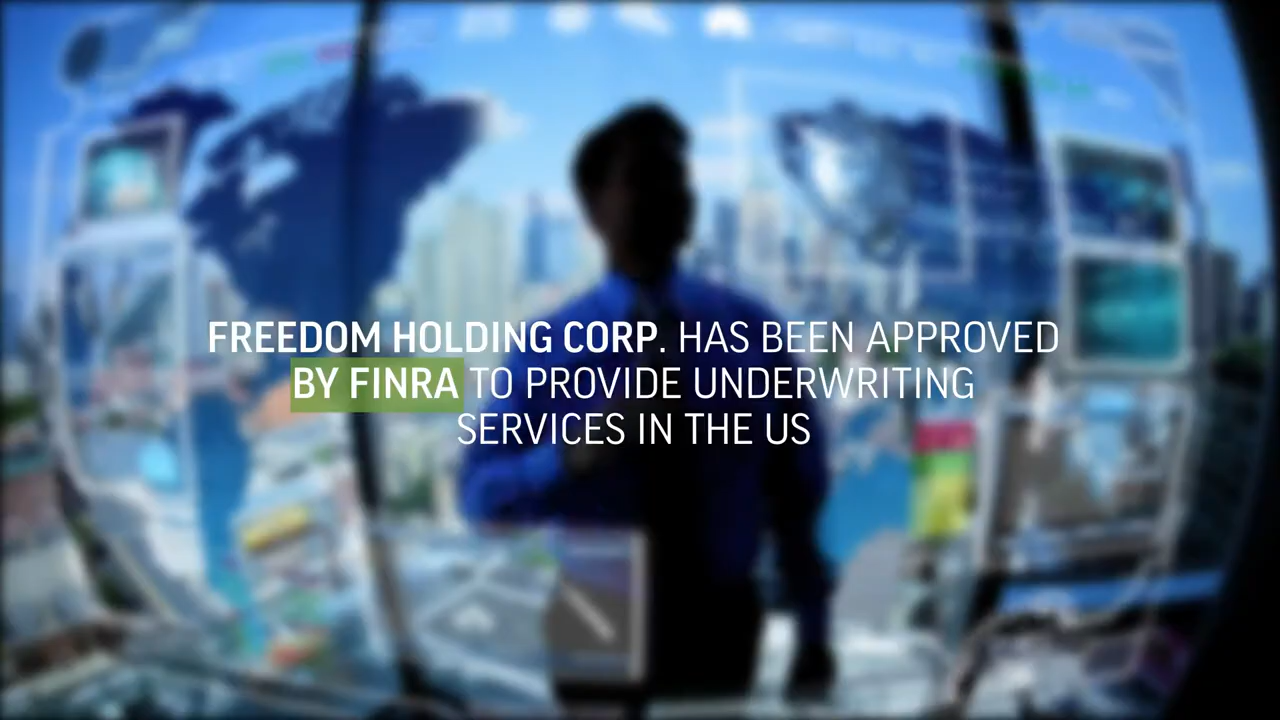 FREEDOM HOLDING CORP. HAS BEEN APPROVED
BY FINRA TO PROVIDE UNDERWRITING
SERVICES IN THE US